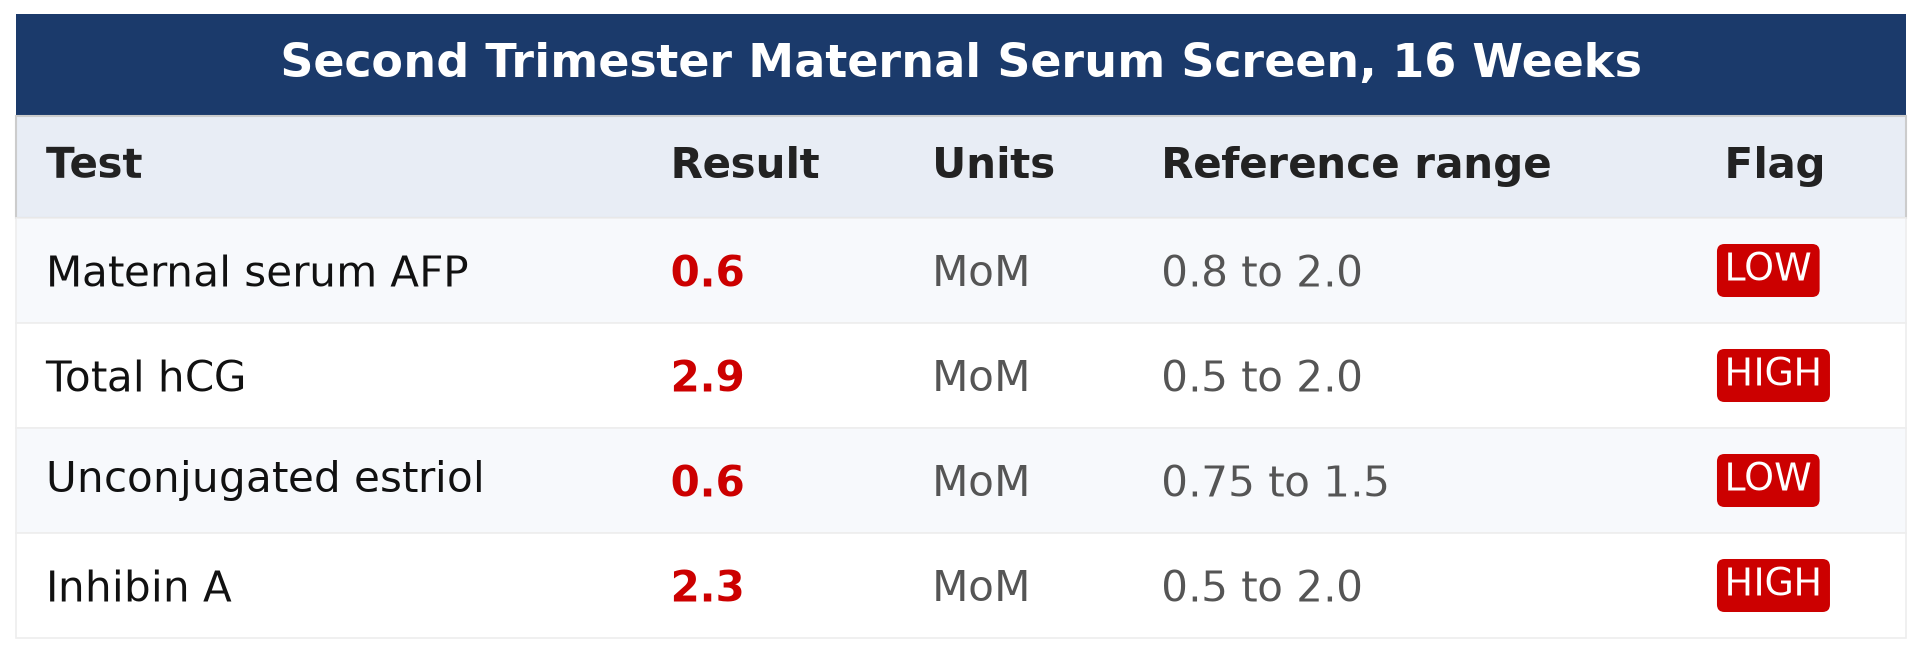 Second Trimester Maternal Serum Screen, 16 Weeks
Test Result Units Reference range Flag
Maternal serum AFP 0.6 MoM 0.8 to 2.0 LOW
Total hCG 2.9 MoM 0.5 to 2.0 HIGH
Unconjugated estriol 0.6 MoM 0.75 to 1.5 LOW
Inhibin A 2.3 MoM 0.5 to 2.0 HIGH